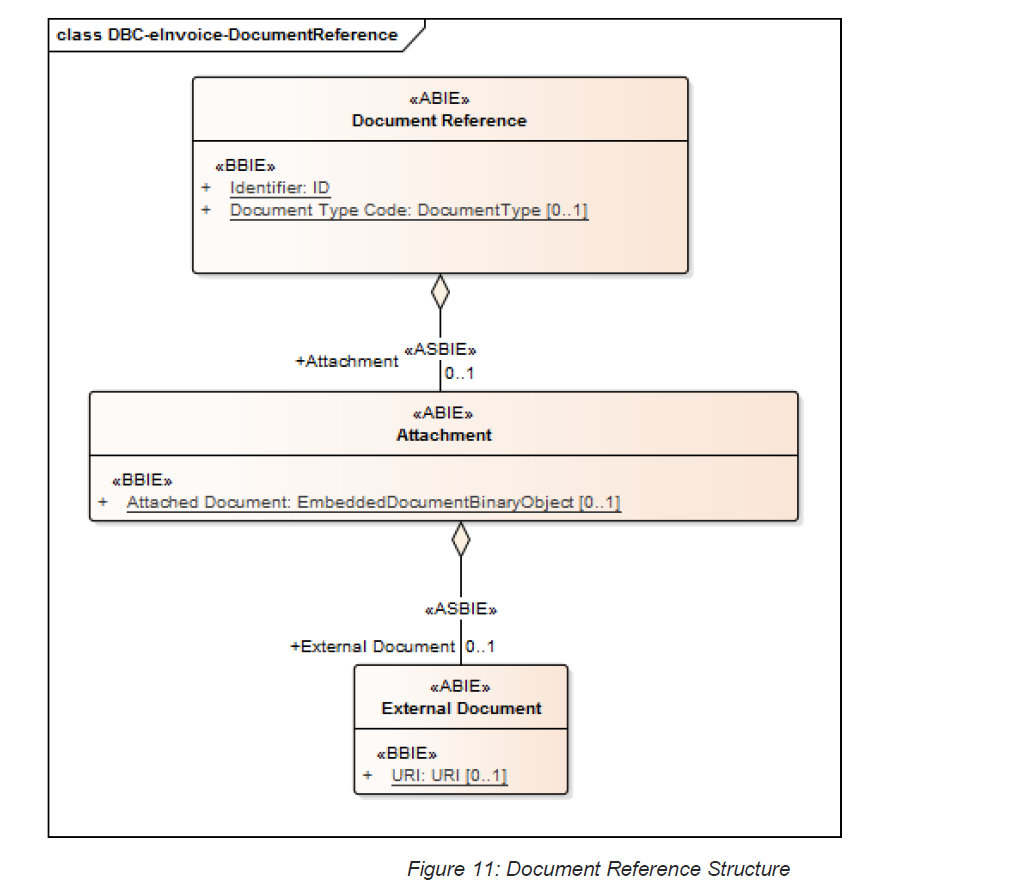 class DBC-eInvoice-DocumentReference
«ABIE»
Document Reference
«BBIE»
+ Identifier: ID
+ Document Type Code: DocumentType [0..1]
«ASBIE»
+Attachment
0..1
«ABIE»
Attachment
«BBIE»
+ Attached Document: EmbeddedDocumentBinaryObject [0..1]
«ASBIE»
+External Document 0..1
«ABIE»
External Document
«BBIE»
+ URI: URI [0..1]
Figure 11: Document Reference Structure